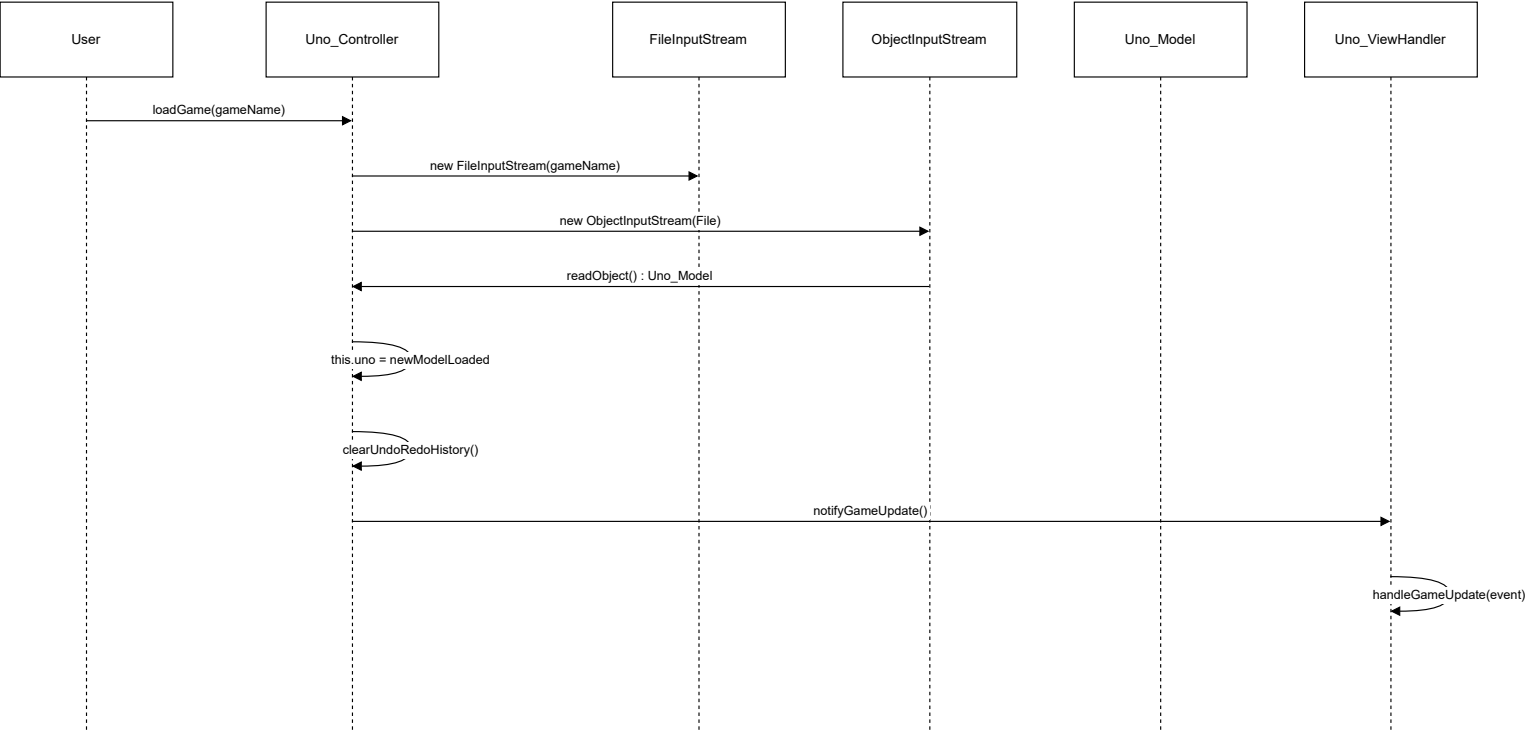 User
Uno_Controller
FileInputStream
ObjectInputStream
Uno_Model
Uno_ViewHandler
loadGame(gameName)
new FileInputStream(gameName)
new ObjectInputStream(File)
readObject() : Uno_Model
this.uno = newModelLoaded
clearUndoRedoHistory()
notifyGameUpdate()
handleGameUpdate(event)